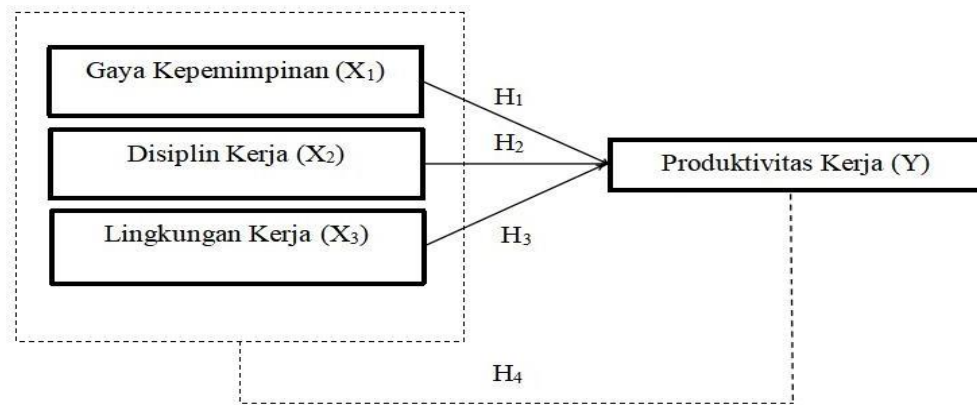 Gaya Kepemimpinan (X₁)
H₁
Disiplin Kerja (X₂)
H₂
Produktivitas Kerja (Y)
Lingkungan Kerja (X₃)
H₃
H₄